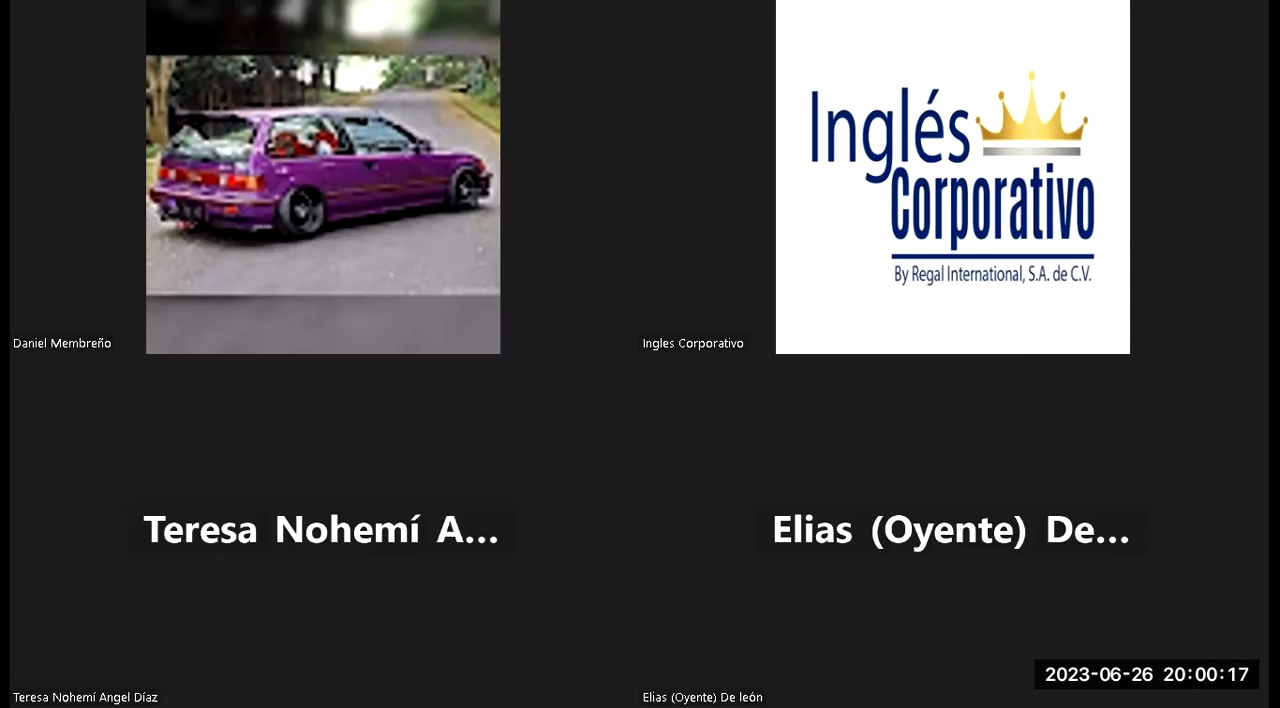 Inglés
Corporativo
By Regal International, S.A. de C.V.
Daniel Membreño
Ingles Corporativo
Teresa Nohemí A...
Elias (Oyente) De...
2023-06-26 20:00:17
Teresa Nohemí Angel Díaz
Elias (Oyente) De león